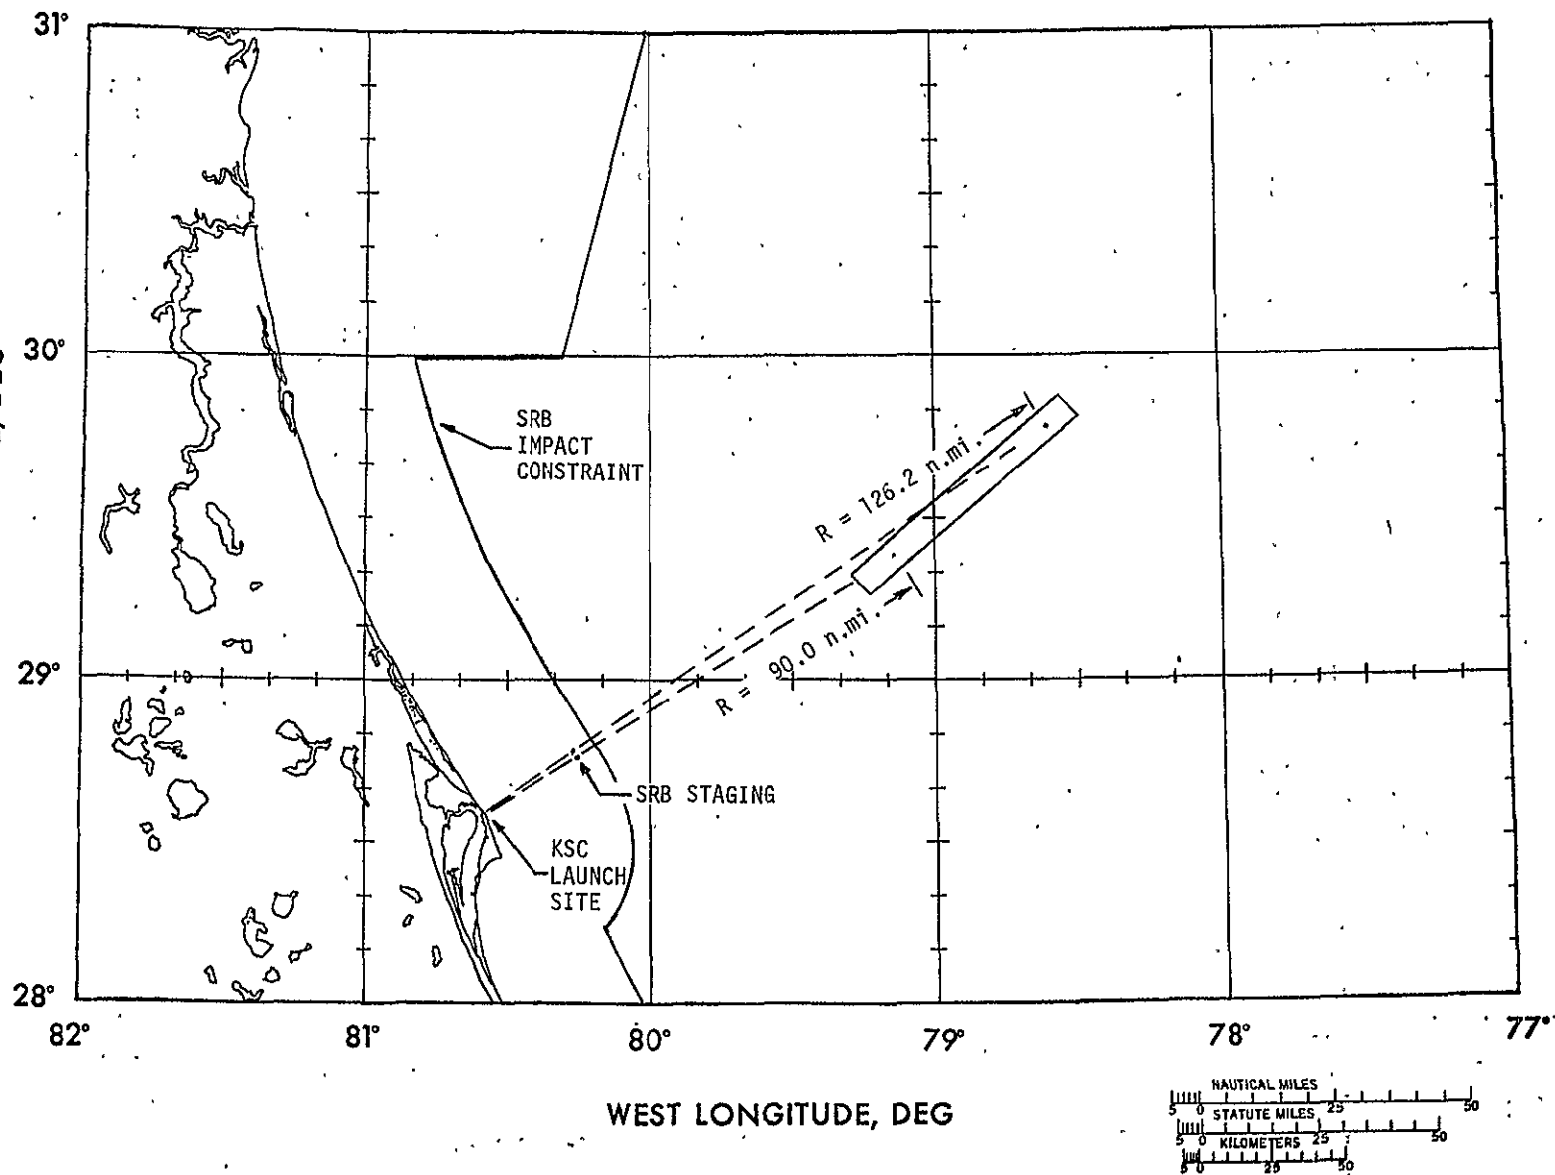 31°
30°
29°
28°
82°
81°
80°
79°
78°
77°
SRB
IMPACT
CONSTRAINT
R = 126.2 n.mi.
R = 90.0 n.mi.
SRB STAGING
KSC
LAUNCH
SITE
WEST LONGITUDE, DEG
NAUTICAL MILES
5 0 25 50
STATUTE MILES
5 0 25 50
KILOMETERS
5 0 25 50